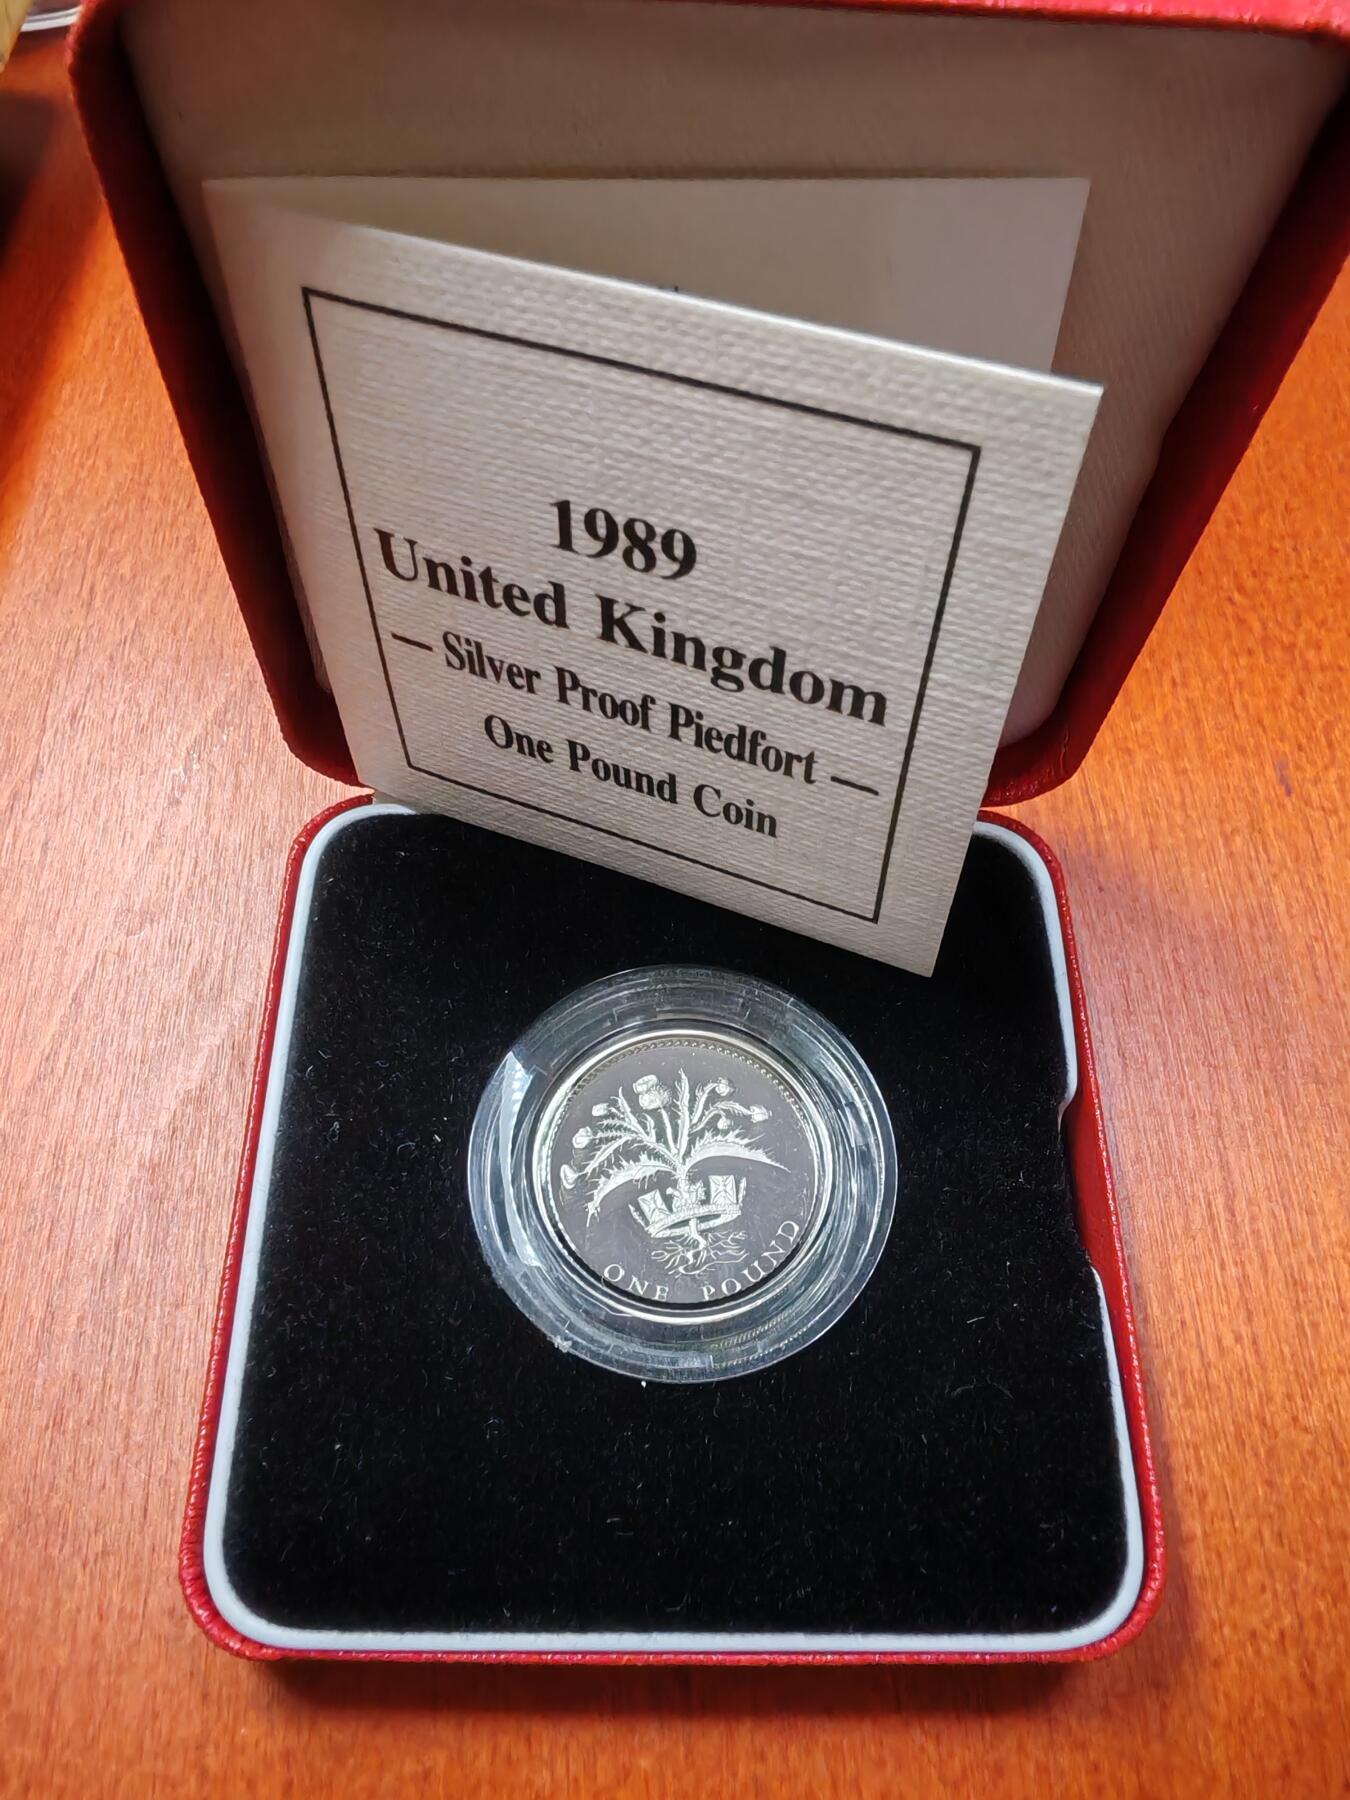 1989
United Kingdom
— Silver Proof Piedfort —
One Pound Coin
ONE POUND